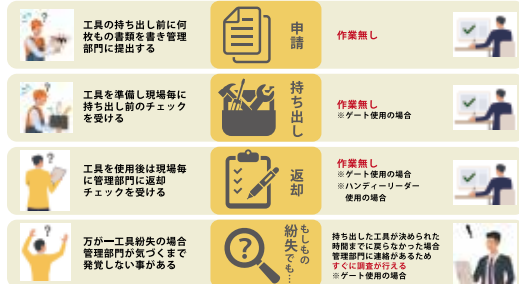 工具の持ち出し前に何
枚もの書類を書き管理
部門に提出する
申請
作業無し
工具を準備し現場毎に
持ち出し前のチェック
を受ける
持ち出し
作業無し
※ゲート使用の場合
工具を使用後は現場毎
に管理部門に返却
チェックを受ける
返却
作業無し
※ゲート使用の場合
※ハンディーリーダー
使用の場合
万が一工具紛失の場合
管理部門が気づくまで
発覚しない事がある
もしもの
紛失でも…
持ち出した工具が決められた
時間までに戻らなかった場合
管理部門に連絡があるため
すぐに調査が行える
※ゲート使用の場合